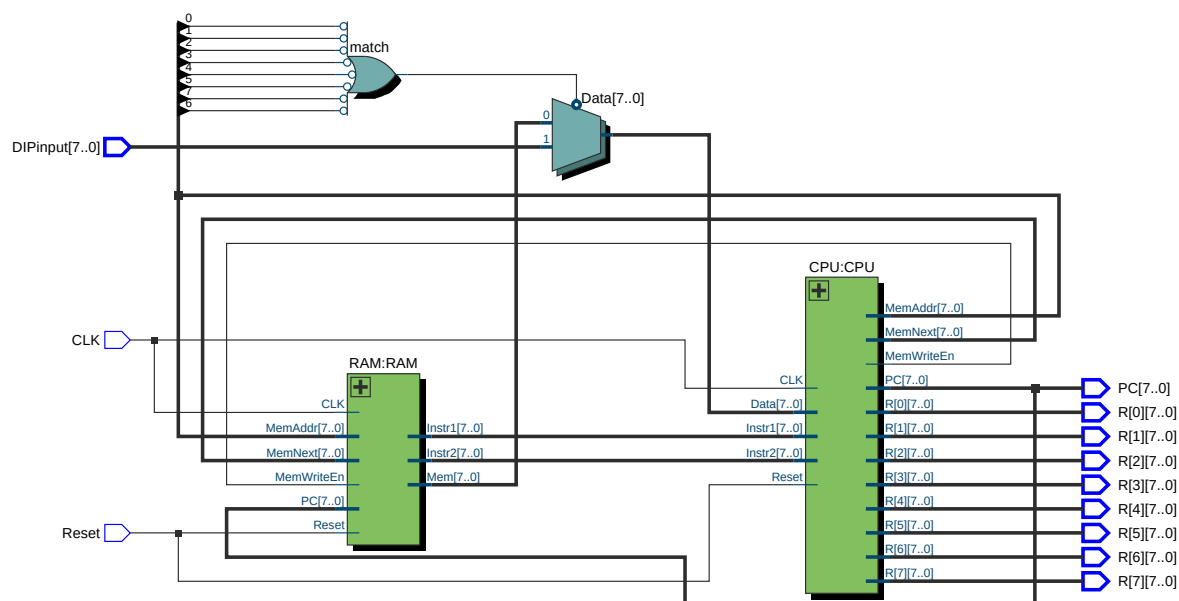 0
1
2
3
4
5
7
6
match
Data[7..0]
0
1
DIPinput[7..0]
CPU:CPU
MemAddr[7..0]
MemNext[7..0]
MemWriteEn
CLK
RAM:RAM
CLK
PC[7..0]
PC[7..0]
CLK
Data[7..0]
R[0][7..0]
R[0][7..0]
MemAddr[7..0]
Instr1[7..0]
Instr1[7..0]
R[1][7..0]
R[1][7..0]
MemNext[7..0]
Instr2[7..0]
Instr2[7..0]
R[2][7..0]
R[2][7..0]
MemWriteEn
Mem[7..0]
Reset
R[3][7..0]
R[3][7..0]
PC[7..0]
R[4][7..0]
R[4][7..0]
Reset
Reset
R[5][7..0]
R[5][7..0]
R[6][7..0]
R[6][7..0]
R[7][7..0]
R[7][7..0]